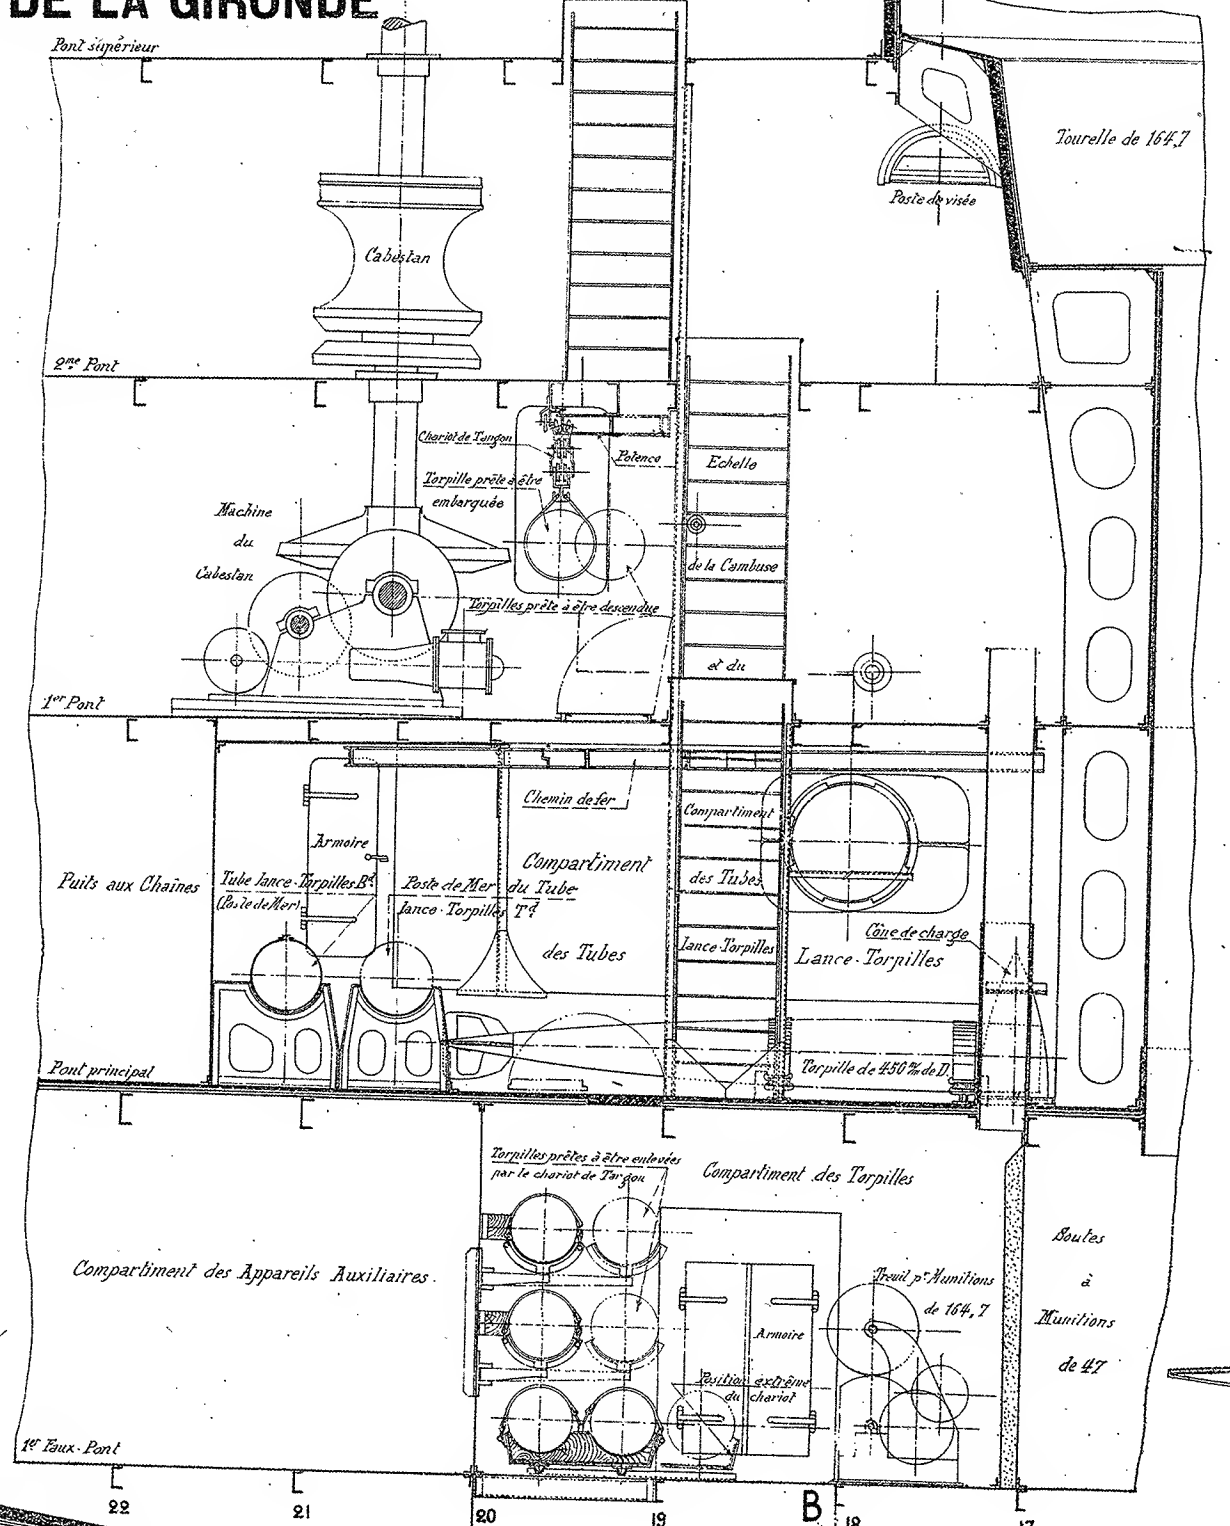 DE LA GIRONDE
Pont supérieur
Tourelle de 164,7
Poste de visée
Cabestan
2me Pont
Chariot de Tangon
Potence
Torpille prête à être
embarquée
Echelle
de la Cambuse
et du
Machine
du
Cabestan
Torpilles prête à être descendue
1er Pont
Chemin de fer
Compartiment
des Tubes
lance-Torpilles
Armoire
Puits aux Chaînes
Tube lance-Torpilles Bd
(Poste de Mer)
Poste de Mer du Tube
lance-Torpilles Td
Compartiment
des Tubes
Lance-Torpilles
Cône de charge
Pont principal
Torpille de 450 m/m de D.
Torpilles prêtes à être enlevées
par le chariot de Targou
Compartiment des Torpilles
Compartiment des Appareils Auxiliaires.
Treuil pr Munitions
de 164,7
Armoire
Position extrême
du chariot
Soutes
à
Munitions
de 47
1er Faux-Pont
22
21
20
19
B
18
17